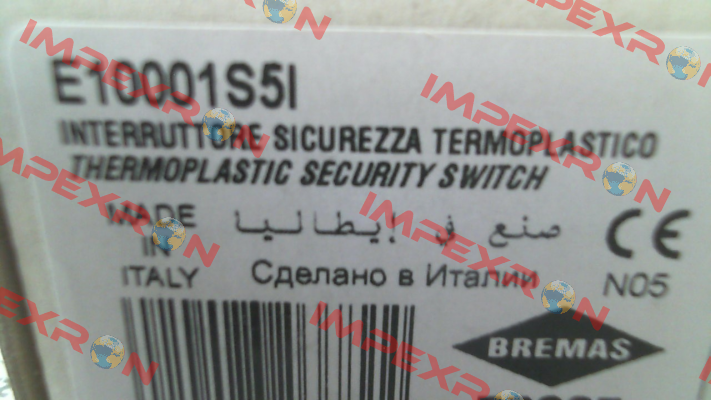 E10001S5I
INTERRUTTORE SICUREZZA TERMOPLASTICO
THERMOPLASTIC SECURITY SWITCH
MADE IN ITALY
صنع في إيطاليا
Сделано в Италии
CE
N05
BREMAS
IMPEXRON